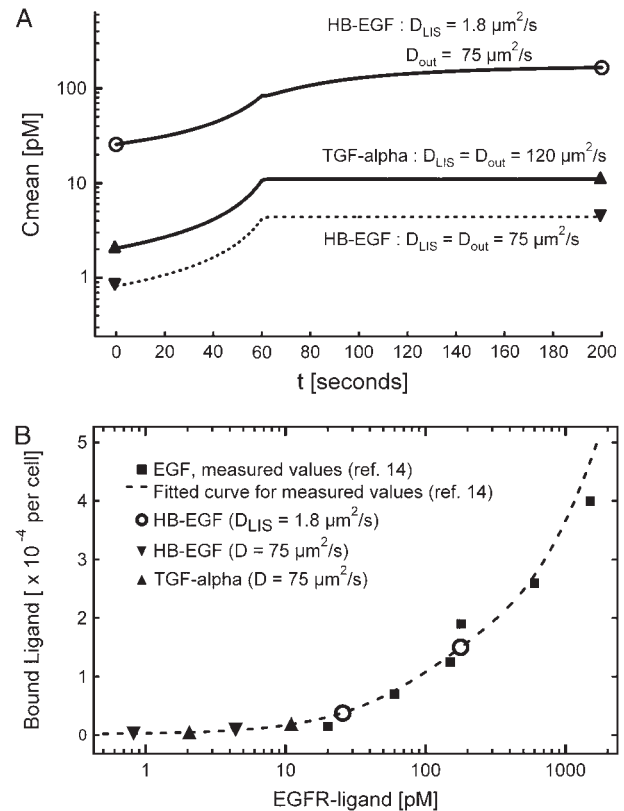 A
HB-EGF : D_LIS = 1.8 µm²/s
D_out = 75 µm²/s
TGF-alpha : D_LIS = D_out = 120 µm²/s
HB-EGF : D_LIS = D_out = 75 µm²/s
Cmean [pM]
100
10
1
0 20 40 60 80 100 120 140 160 180 200
t [seconds]
B
EGF, measured values (ref. 14)
Fitted curve for measured values (ref. 14)
HB-EGF (D_LIS = 1.8 µm²/s)
HB-EGF (D = 75 µm²/s)
TGF-alpha (D = 75 µm²/s)
Bound Ligand [ x 10⁻⁴ per cell]
5
4
3
2
1
0
1 10 100 1000
EGFR-ligand [pM]